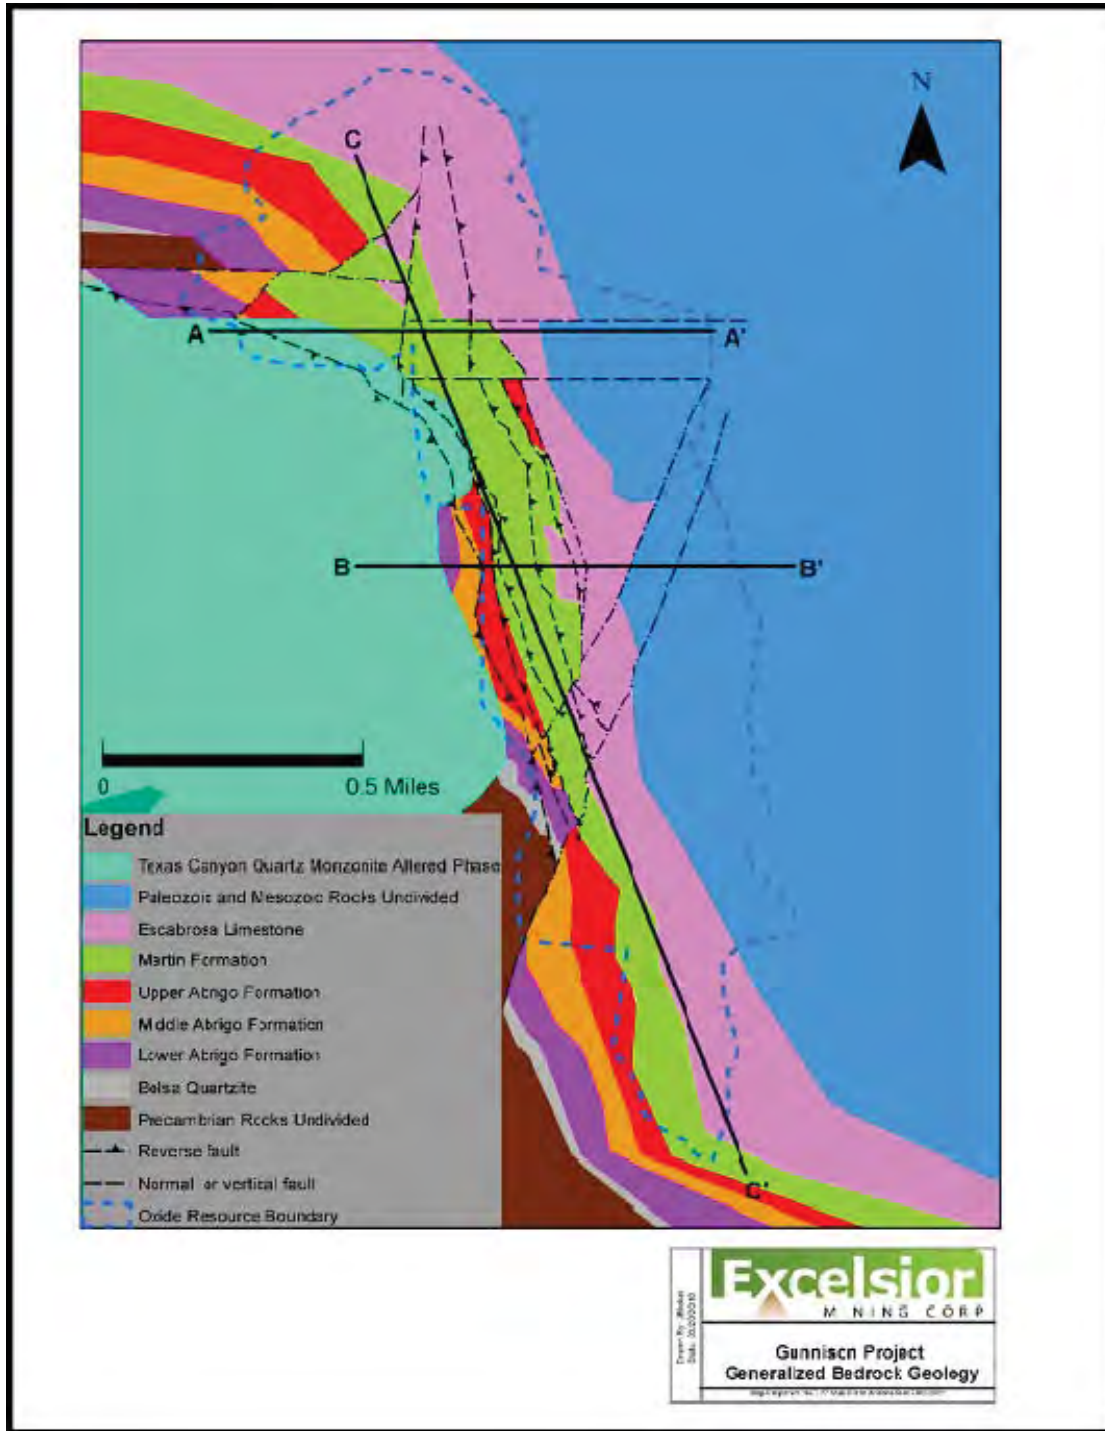 N
C
A
A'
B
B'
0
0.5 Miles
C'
Legend
Texas Canyon Quartz Monzonite Altered Phase
Paleozoic and Mesozoic Rocks Undivided
Escabrosa Limestone
Martin Formation
Upper Abrigo Formation
Middle Abrigo Formation
Lower Abrigo Formation
Bolsa Quartzite
Precambrian Rocks Undivided
Reverse fault
Normal or vertical fault
Oxide Resource Boundary
Excelsior
MINING CORP
Gunnison Project
Generalized Bedrock Geology